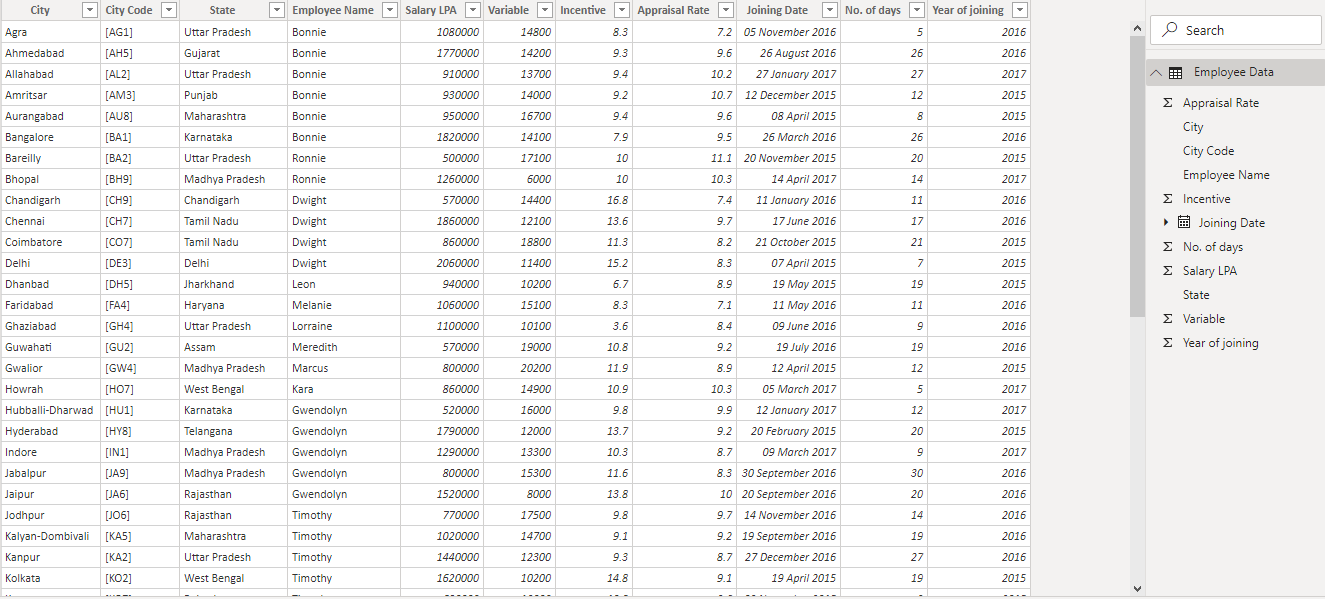 City City Code State Employee Name Salary LPA Variable Incentive Appraisal Rate Joining Date No. of days Year of joining
Agra [AG1] Uttar Pradesh Bonnie 1080000 14800 8.3 7.2 05 November 2016 5 2016
Ahmedabad [AH5] Gujarat Bonnie 1770000 14200 9.3 9.6 26 August 2016 26 2016
Allahabad [AL2] Uttar Pradesh Bonnie 910000 13700 9.4 10.2 27 January 2017 27 2017
Amritsar [AM3] Punjab Bonnie 930000 14000 9.2 10.7 12 December 2015 12 2015
Aurangabad [AU8] Maharashtra Bonnie 950000 16700 9.4 9.6 08 April 2015 8 2015
Bangalore [BA1] Karnataka Bonnie 1820000 14100 7.9 9.5 26 March 2016 26 2016
Bareilly [BA2] Uttar Pradesh Ronnie 500000 17100 10 11.1 20 November 2015 20 2015
Bhopal [BH9] Madhya Pradesh Ronnie 1260000 6000 10 10.3 14 April 2017 14 2017
Chandigarh [CH9] Chandigarh Dwight 570000 14400 16.8 7.4 11 January 2016 11 2016
Chennai [CH7] Tamil Nadu Dwight 1860000 12100 13.6 9.7 17 June 2016 17 2016
Coimbatore [CO7] Tamil Nadu Dwight 860000 18800 11.3 8.2 21 October 2015 21 2015
Delhi [DE3] Delhi Dwight 2060000 11400 15.2 8.3 07 April 2015 7 2015
Dhanbad [DH5] Jharkhand Leon 940000 10200 6.7 8.9 19 May 2015 19 2015
Faridabad [FA4] Haryana Melanie 1060000 15100 8.3 7.1 11 May 2016 11 2016
Ghaziabad [GH4] Uttar Pradesh Lorraine 1100000 10100 3.6 8.4 09 June 2016 9 2016
Guwahati [GU2] Assam Meredith 570000 19000 10.8 9.2 19 July 2016 19 2016
Gwalior [GW4] Madhya Pradesh Marcus 800000 20200 11.9 8.9 12 April 2015 12 2015
Howrah [HO7] West Bengal Kara 860000 14900 10.9 10.3 05 March 2017 5 2017
Hubballi-Dharwad [HU1] Karnataka Gwendolyn 520000 16000 9.8 9.9 12 January 2017 12 2017
Hyderabad [HY8] Telangana Gwendolyn 1790000 12000 13.7 9.2 20 February 2015 20 2015
Indore [IN1] Madhya Pradesh Gwendolyn 1290000 13300 10.3 8.7 09 March 2017 9 2017
Jabalpur [JA9] Madhya Pradesh Gwendolyn 800000 15300 11.6 8.3 30 September 2016 30 2016
Jaipur [JA6] Rajasthan Gwendolyn 1520000 8000 13.8 10 20 September 2016 20 2016
Jodhpur [JO6] Rajasthan Timothy 770000 17500 9.8 9.7 14 November 2016 14 2016
Kalyan-Dombivali [KA5] Maharashtra Timothy 1020000 14700 9.1 9.2 19 September 2016 19 2016
Kanpur [KA2] Uttar Pradesh Timothy 1440000 12300 9.3 8.7 27 December 2016 27 2016
Kolkata [KO2] West Bengal Timothy 1620000 10200 14.8 9.1 19 April 2015 19 2015
Search
Employee Data
Σ Appraisal Rate
City
City Code
Employee Name
Σ Incentive
Joining Date
Σ No. of days
Σ Salary LPA
State
Σ Variable
Σ Year of joining